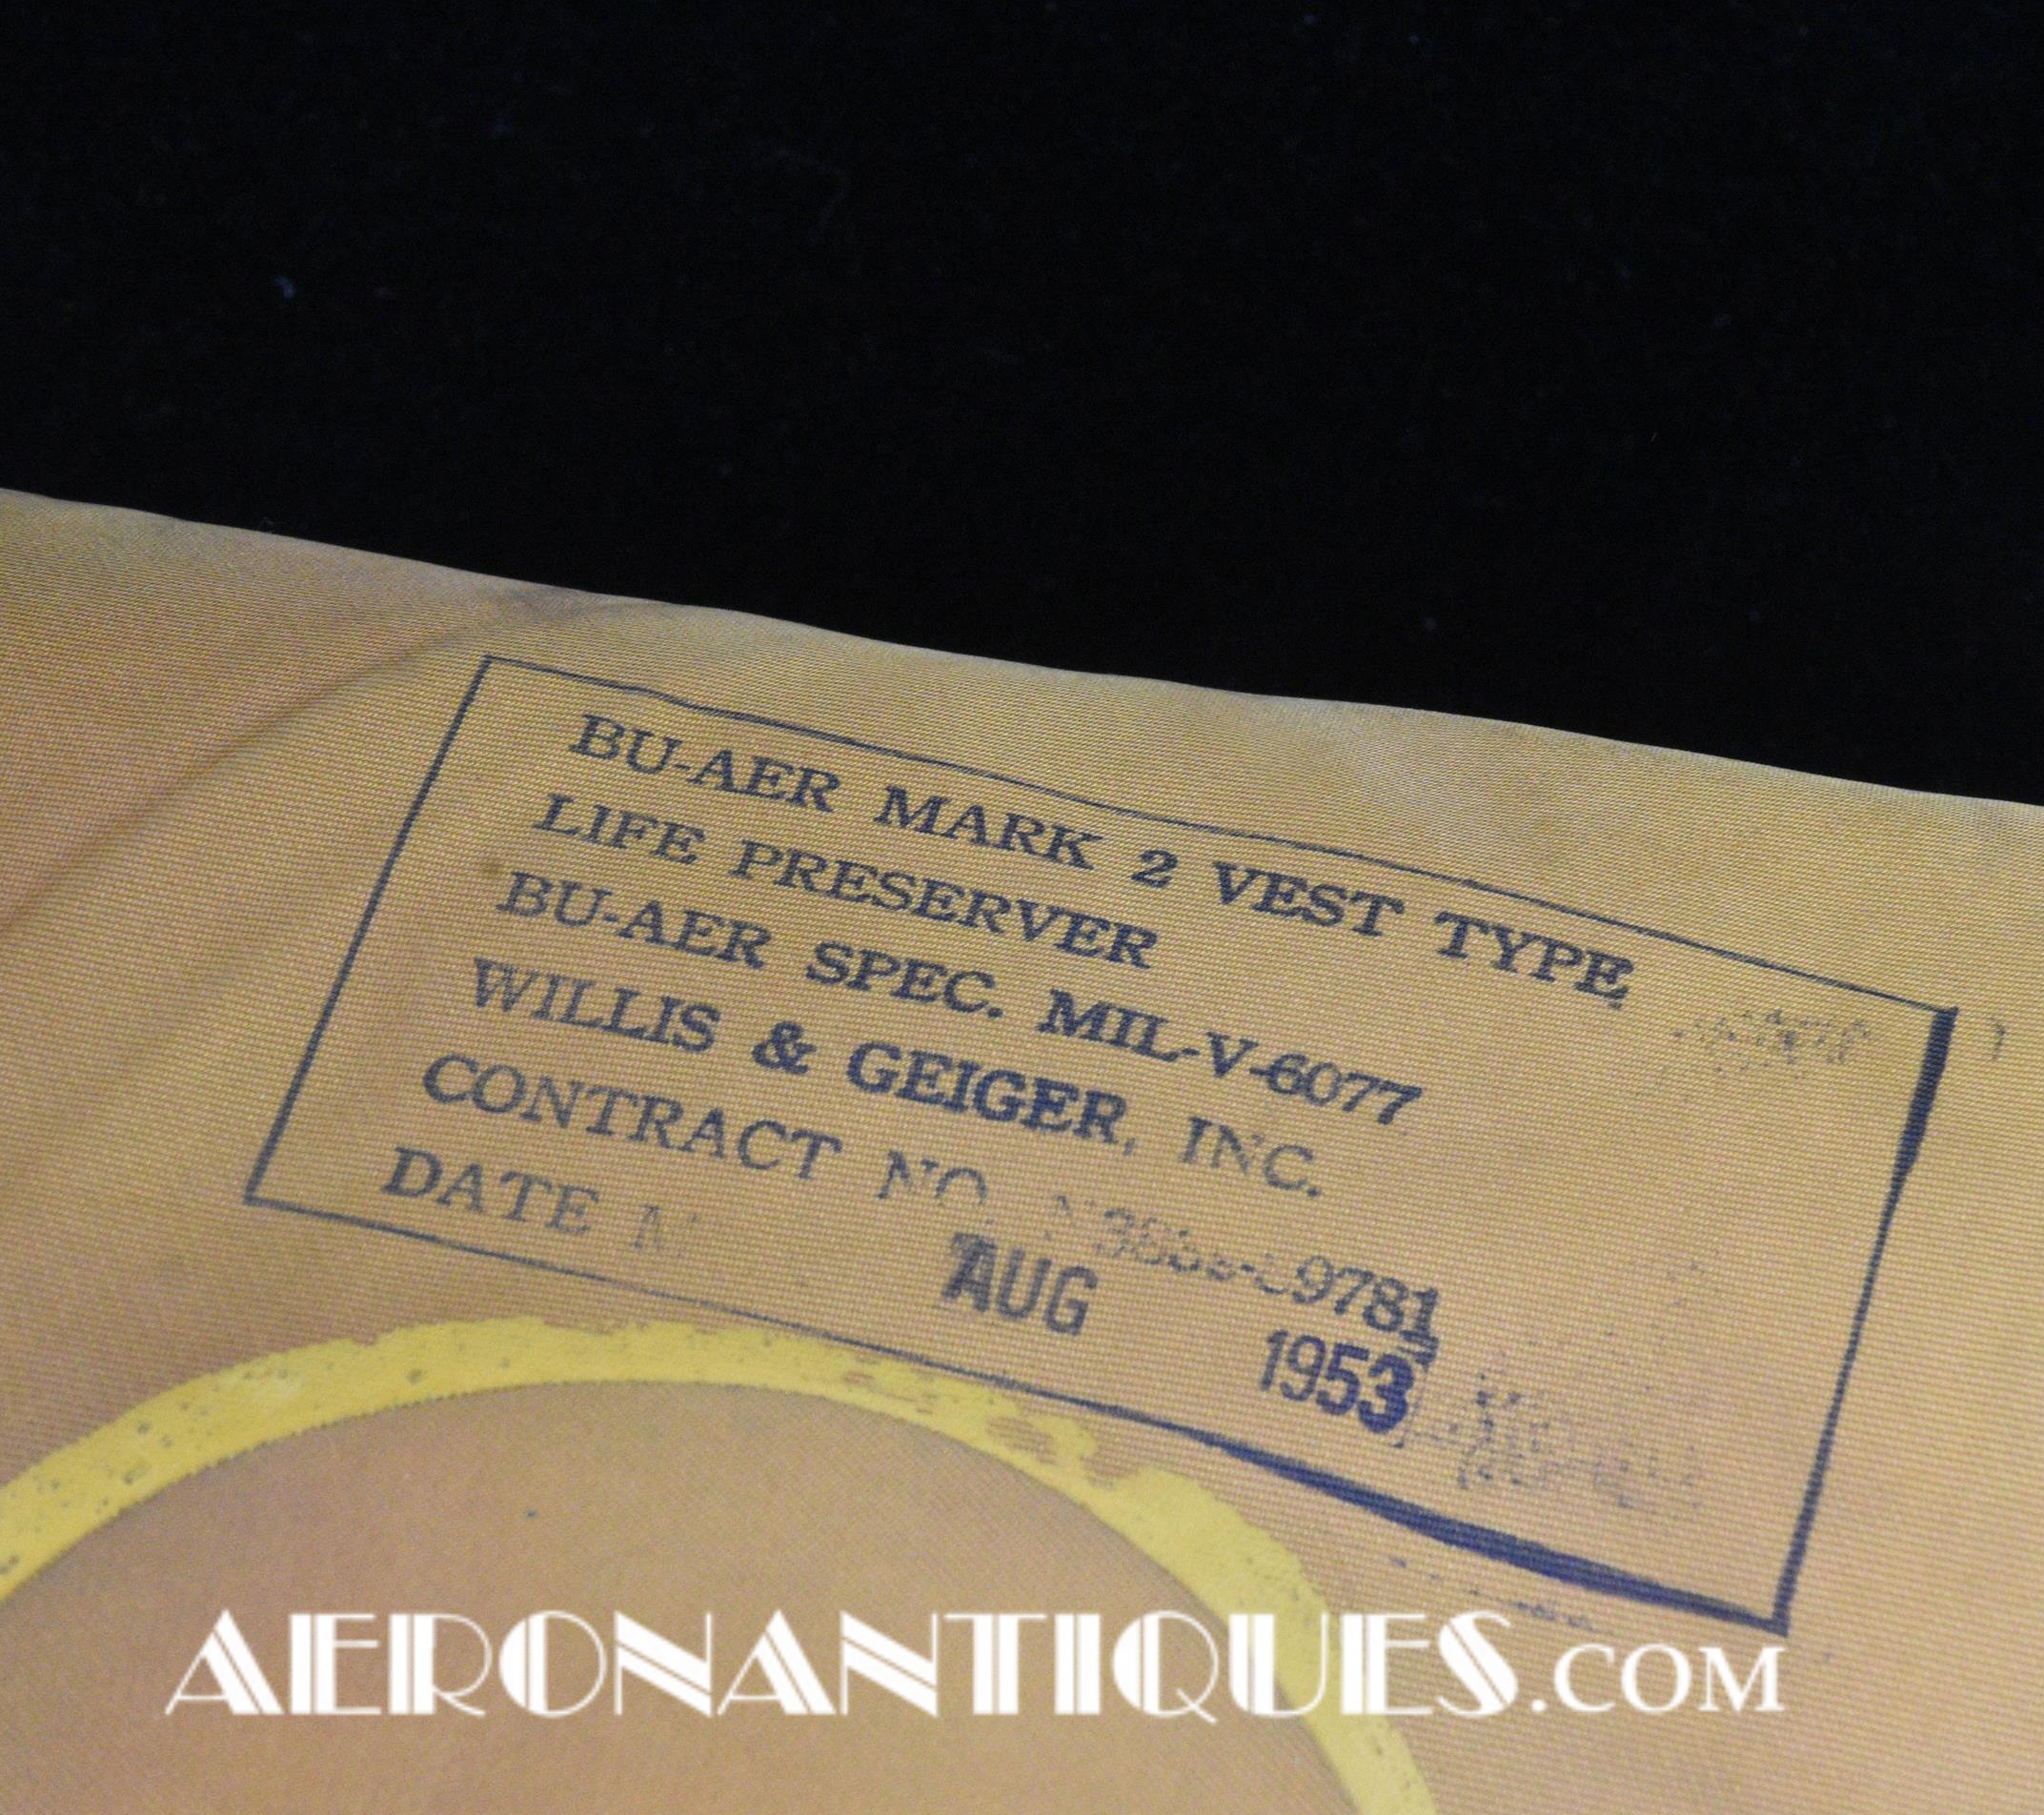 BU-AER MARK 2 VEST TYPE
LIFE PRESERVER
BU-AER SPEC. MIL-V-6077
WILLIS & GEIGER, INC.
CONTRACT NO.
DATE
AUG 1953
AERONANTIQUES.COM